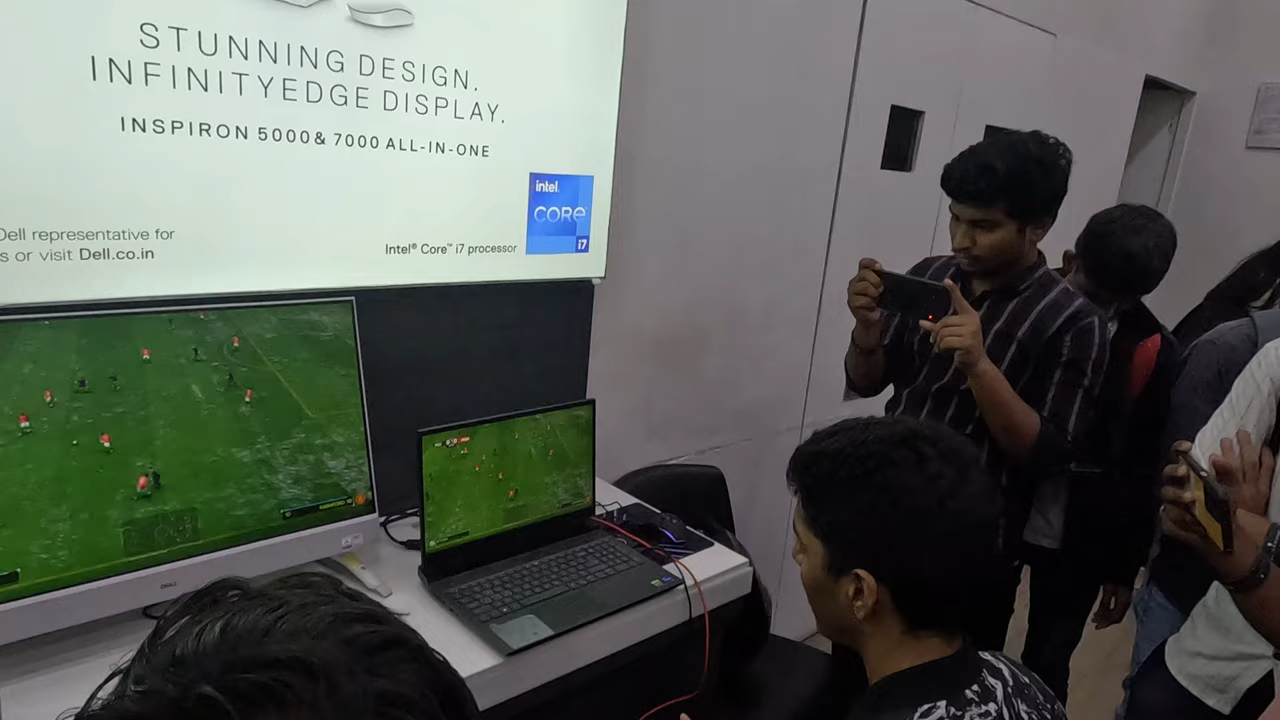 STUNNING DESIGN.
INFINITYEDGE DISPLAY.
INSPIRON 5000 & 7000 ALL-IN-ONE
intel.
CORE
i7
Dell representative for
s or visit Dell.co.in
Intel® Core™ i7 processor
DELL